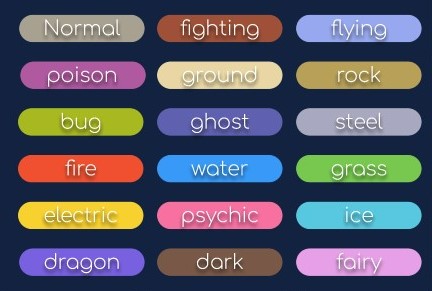 Normal fighting flying
poison ground rock
bug ghost steel
fire water grass
electric psychic ice
dragon dark fairy